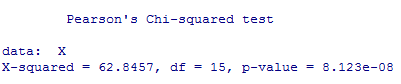 Pearson's Chi-squared test
data:  X
X-squared = 62.8457, df = 15, p-value = 8.123e-08